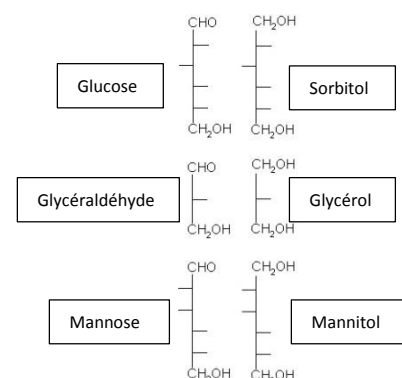 CHO CH2OH
Glucose Sorbitol
CH2OH CH2OH
CHO CH2OH
Glycéraldéhyde Glycérol
CH2OH CH2OH
CHO CH2OH
Mannose Mannitol
CH2OH CH2OH